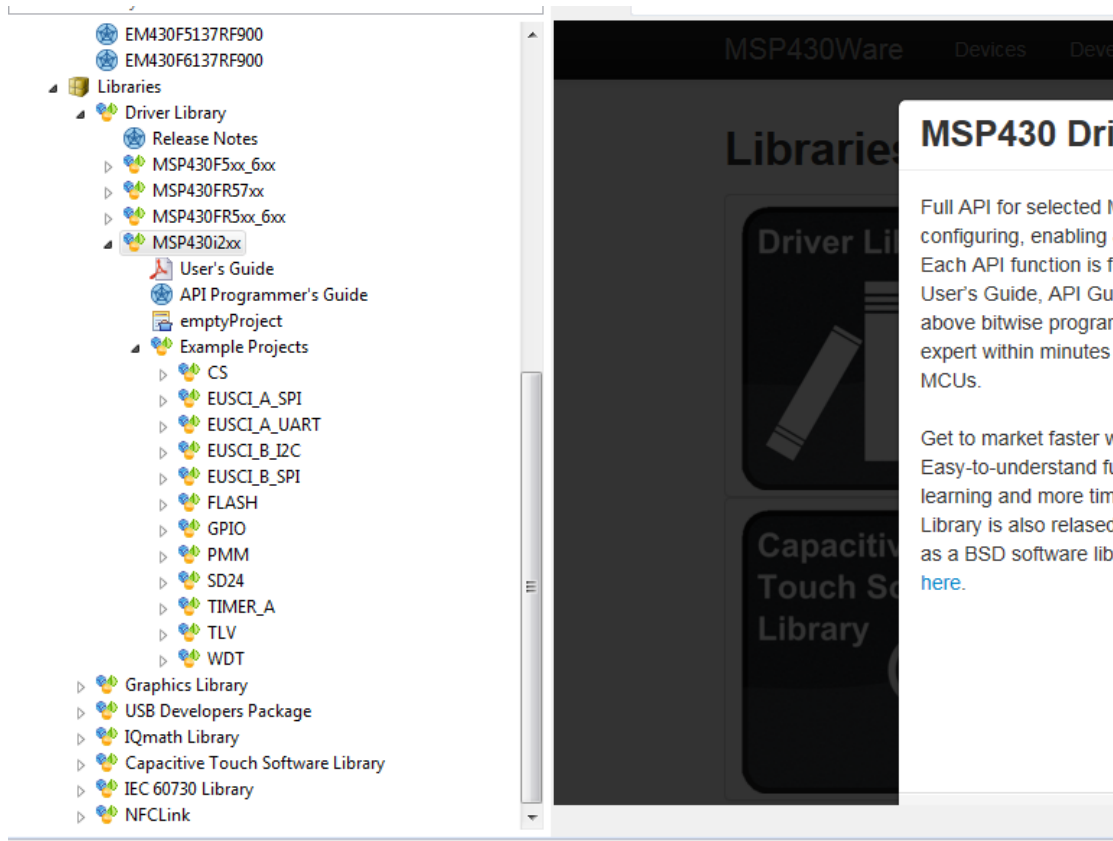 EM430F5137RF900
EM430F6137RF900
Libraries
Driver Library
Release Notes
MSP430F5xx_6xx
MSP430FR57xx
MSP430FR5xx_6xx
MSP430i2xx
User's Guide
API Programmer's Guide
emptyProject
Example Projects
CS
EUSCI_A_SPI
EUSCI_A_UART
EUSCI_B_I2C
EUSCI_B_SPI
FLASH
GPIO
PMM
SD24
TIMER_A
TLV
WDT
Graphics Library
USB Developers Package
IQmath Library
Capacitive Touch Software Library
IEC 60730 Library
NFCLink
MSP430Ware Devices Deve
Libraries
Driver Li
Capacitiv
Touch So
Library
MSP430 Dri
Full API for selected M
configuring, enabling
Each API function is f
User's Guide, API Gu
above bitwise program
expert within minutes
MCUs.
Get to market faster w
Easy-to-understand fu
learning and more tim
Library is also relased
as a BSD software lib
here.